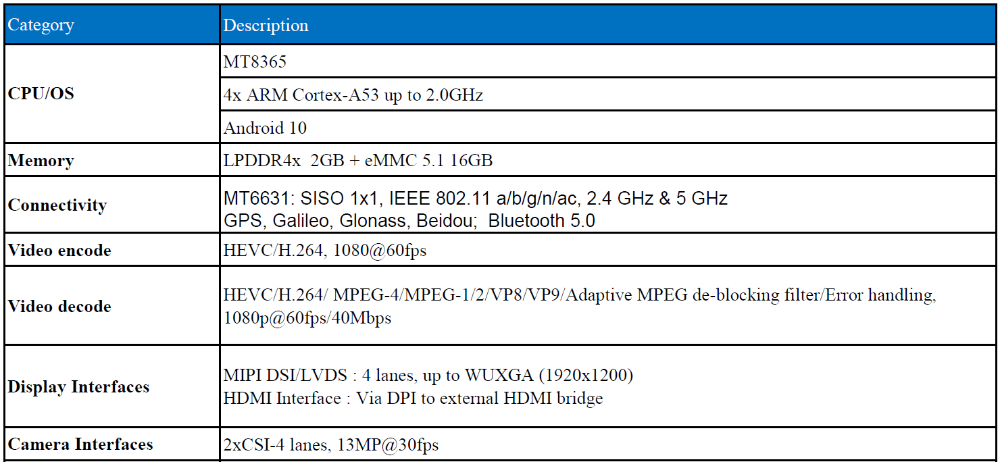 Category Description
CPU/OS
MT8365
4x ARM Cortex-A53 up to 2.0GHz
Android 10
Memory LPDDR4x  2GB + eMMC 5.1 16GB
Connectivity
MT6631: SISO 1x1, IEEE 802.11 a/b/g/n/ac, 2.4 GHz & 5 GHz
GPS, Galileo, Glonass, Beidou;  Bluetooth 5.0
Video encode HEVC/H.264, 1080@60fps
Video decode
HEVC/H.264/ MPEG-4/MPEG-1/2/VP8/VP9/Adaptive MPEG de-blocking filter/Error handling,
1080p@60fps/40Mbps
Display Interfaces
MIPI DSI/LVDS : 4 lanes, up to WUXGA (1920x1200)
HDMI Interface : Via DPI to external HDMI bridge
Camera Interfaces 2xCSI-4 lanes, 13MP@30fps